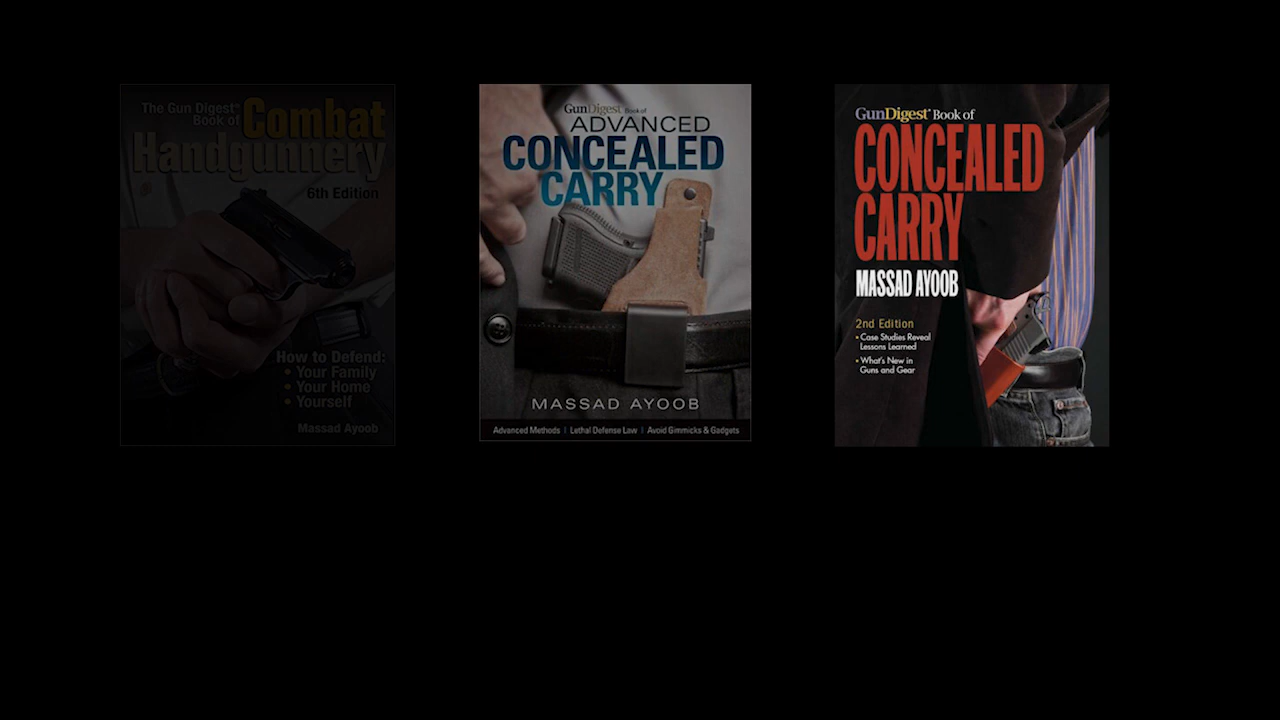 The Gun Digest®
Book of Combat
Handgunnery
6th Edition
How to Defend:
• Your Family
• Your Home
• Yourself
Massad Ayoob
GunDigest® Book of
ADVANCED
CONCEALED
CARRY
MASSAD AYOOB
Advanced Methods | Lethal Defense Law | Avoid Gimmicks & Gadgets
GunDigest® Book of
CONCEALED
CARRY
MASSAD AYOOB
2nd Edition
• Case Studies Reveal
Lessons Learned
• What's New in
Guns and Gear